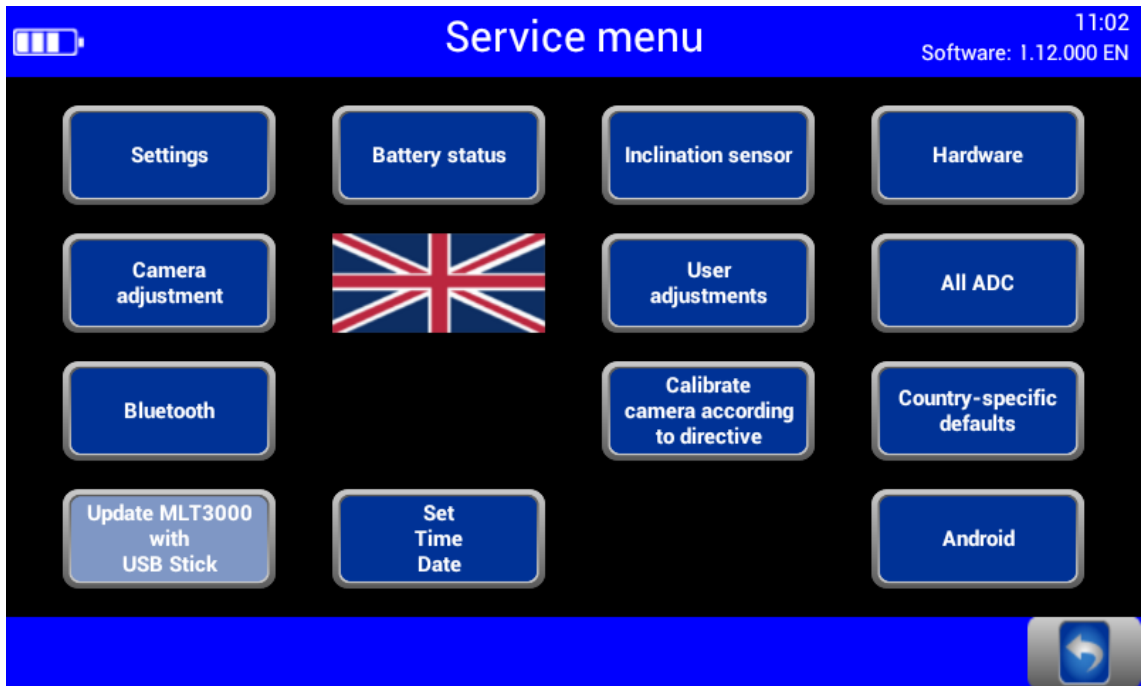 Service menu
11:02
Software: 1.12.000 EN
Settings
Battery status
Inclination sensor
Hardware
Camera
adjustment
User
adjustments
All ADC
Bluetooth
Calibrate
camera according
to directive
Country-specific
defaults
Update MLT3000
with
USB Stick
Set
Time
Date
Android